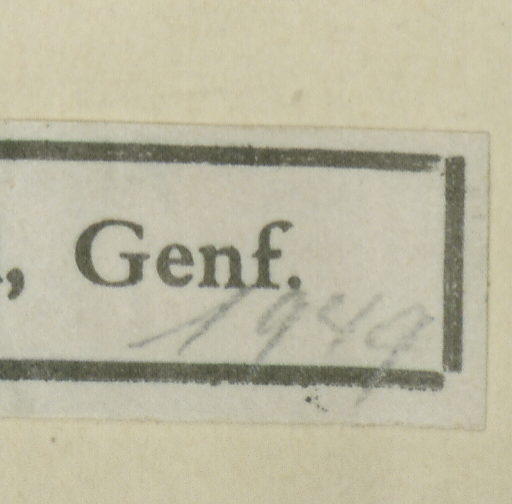 , Genf.
1949